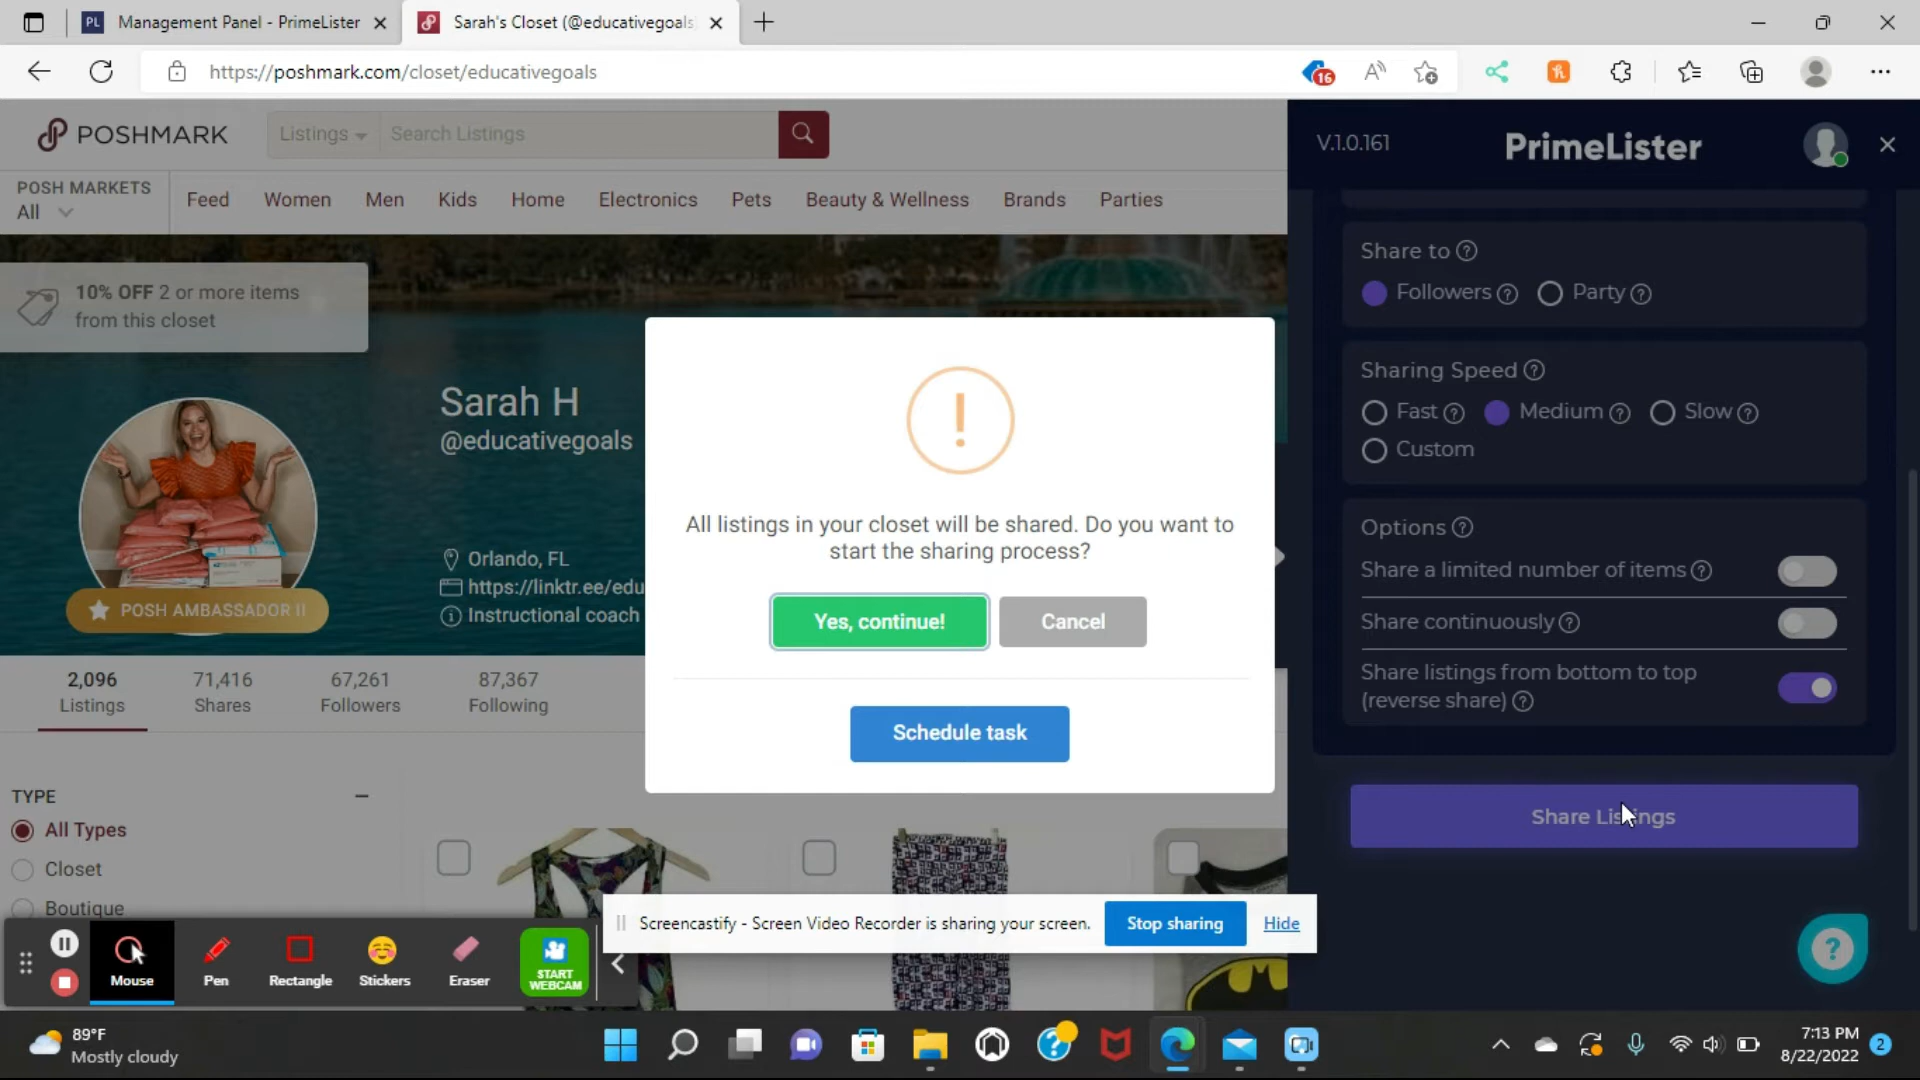 PL Management Panel - PrimeLister
Sarah's Closet (@educativegoals
https://poshmark.com/closet/educativegoals
16
POSHMARK
Listings
Search Listings
POSH MARKETS
All
Feed
Women
Men
Kids
Home
Electronics
Pets
Beauty & Wellness
Brands
Parties
10% OFF 2 or more items
from this closet
Sarah H
@educativegoals
Orlando, FL
https://linktr.ee/edu
Instructional coach
POSH AMBASSADOR II
2,096
Listings
71,416
Shares
67,261
Followers
87,367
Following
TYPE
All Types
Closet
Boutique
All listings in your closet will be shared. Do you want to
start the sharing process?
Yes, continue!
Cancel
Schedule task
V.1.0.161
PrimeLister
Share to ?
Followers ?
Party ?
Sharing Speed ?
Fast ?
Medium ?
Slow ?
Custom
Options ?
Share a limited number of items ?
Share continuously ?
Share listings from bottom to top
(reverse share) ?
Share Listings
?
Screencastify - Screen Video Recorder is sharing your screen.
Stop sharing
Hide
Mouse
Pen
Rectangle
Stickers
Eraser
START
WEBCAM
89°F
Mostly cloudy
7:13 PM
8/22/2022
2